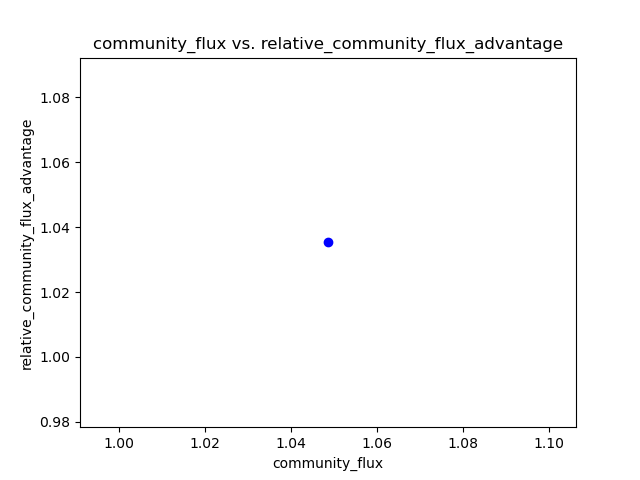 community_flux vs. relative_community_flux_advantage
relative_community_flux_advantage
1.08
1.06
1.04
1.02
1.00
0.98
1.00 1.02 1.04 1.06 1.08 1.10
community_flux